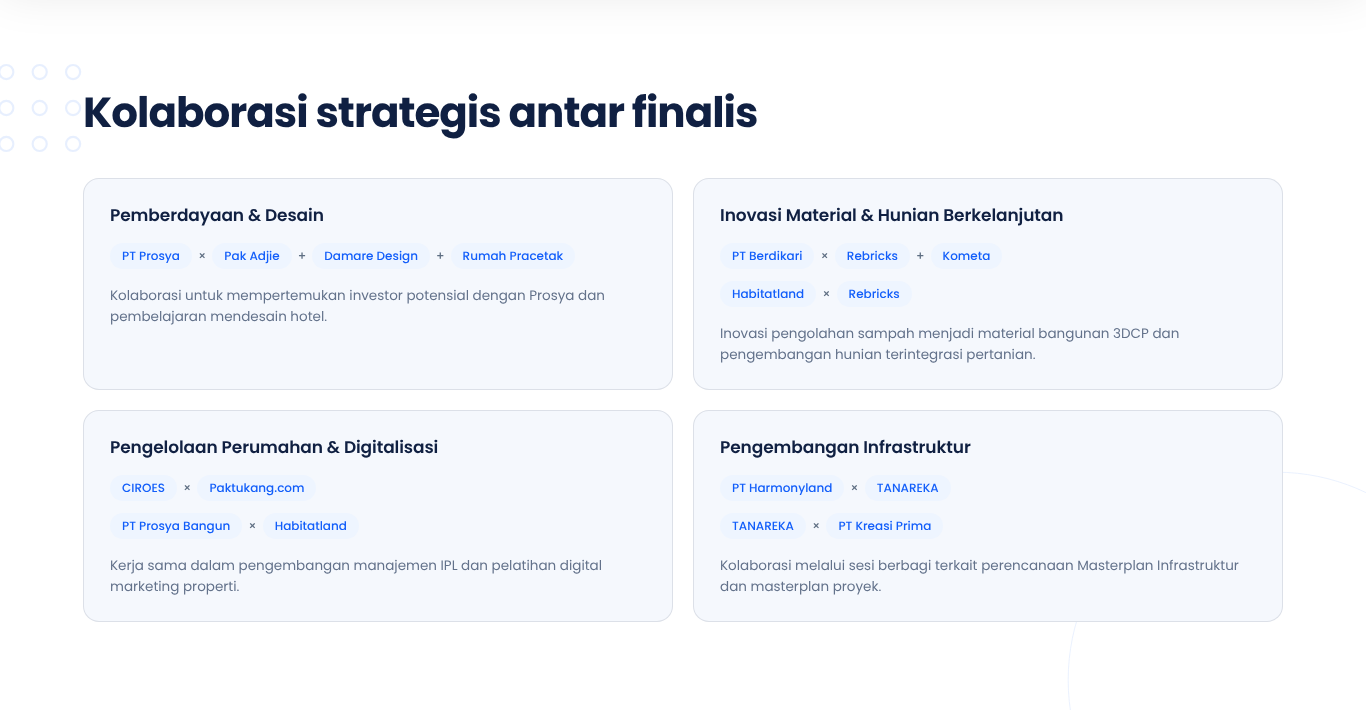 Kolaborasi strategis antar finalis
Pemberdayaan & Desain
PT Prosya × Pak Adjie + Damare Design + Rumah Pracetak
Kolaborasi untuk mempertemukan investor potensial dengan Prosya dan
pembelajaran mendesain hotel.
Inovasi Material & Hunian Berkelanjutan
PT Berdikari × Rebricks + Kometa
Habitatland × Rebricks
Inovasi pengolahan sampah menjadi material bangunan 3DCP dan
pengembangan hunian terintegrasi pertanian.
Pengelolaan Perumahan & Digitalisasi
CIROES × Paktukang.com
PT Prosya Bangun × Habitatland
Kerja sama dalam pengembangan manajemen IPL dan pelatihan digital
marketing properti.
Pengembangan Infrastruktur
PT Harmonyland × TANAREKA
TANAREKA × PT Kreasi Prima
Kolaborasi melalui sesi berbagi terkait perencanaan Masterplan Infrastruktur
dan masterplan proyek.